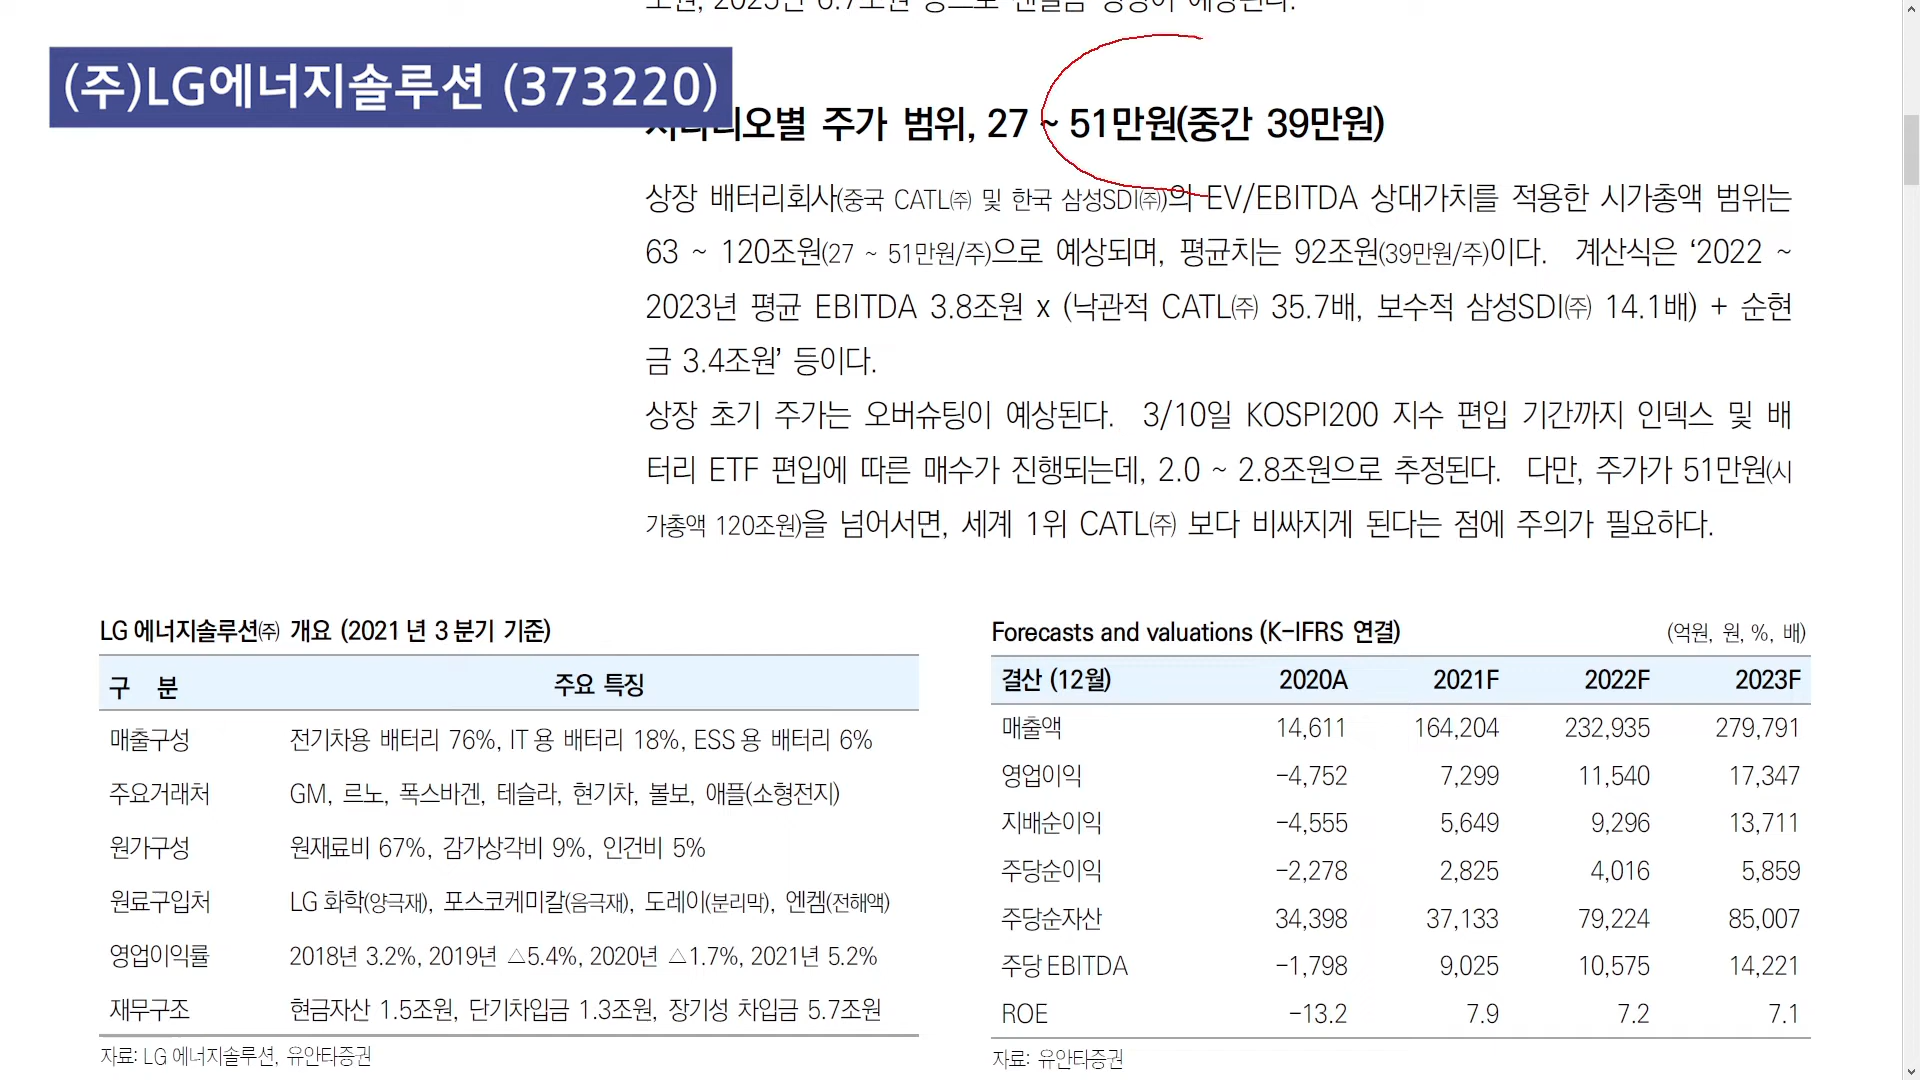 (주)LG에너지솔루션 (373220)
주가 범위, 27 ~ 51만원(중간 39만원)
상장 배터리회사(중국 CATL㈜ 및 한국 삼성SDI㈜)의 EV/EBITDA 상대가치를 적용한 시가총액 범위는
63 ~ 120조원(27 ~ 51만원/주)으로 예상되며, 평균치는 92조원(39만원/주)이다. 계산식은 ‘2022 ~
2023년 평균 EBITDA 3.8조원 x (낙관적 CATL㈜ 35.7배, 보수적 삼성SDI㈜ 14.1배) + 순현
금 3.4조원’ 등이다.
상장 초기 주가는 오버슈팅이 예상된다. 3/10일 KOSPI200 지수 편입 기간까지 인덱스 및 배
터리 ETF 편입에 따른 매수가 진행되는데, 2.0 ~ 2.8조원으로 추정된다. 다만, 주가가 51만원(시
가총액 120조원)을 넘어서면, 세계 1위 CATL㈜ 보다 비싸지게 된다는 점에 주의가 필요하다.
LG에너지솔루션㈜ 개요 (2021년 3분기 기준)
구 분 주요 특징
매출구성 전기차용 배터리 76%, IT용 배터리 18%, ESS용 배터리 6%
주요거래처 GM, 르노, 폭스바겐, 테슬라, 현기차, 볼보, 애플(소형전지)
원가구성 원재료비 67%, 감가상각비 9%, 인건비 5%
원료구입처 LG화학(양극재), 포스코케미칼(음극재), 도레이(분리막), 엔켐(전해액)
영업이익률 2018년 3.2%, 2019년 △5.4%, 2020년 △1.7%, 2021년 5.2%
재무구조 현금자산 1.5조원, 단기차입금 1.3조원, 장기성 차입금 5.7조원
자료: LG에너지솔루션, 유안타증권
Forecasts and valuations (K-IFRS 연결) (억원, 원, %, 배)
결산 (12월) 2020A 2021F 2022F 2023F
매출액 14,611 164,204 232,935 279,791
영업이익 -4,752 7,299 11,540 17,347
지배순이익 -4,555 5,649 9,296 13,711
주당순이익 -2,278 2,825 4,016 5,859
주당순자산 34,398 37,133 79,224 85,007
주당EBITDA -1,798 9,025 10,575 14,221
ROE -13.2 7.9 7.2 7.1
자료: 유안타증권